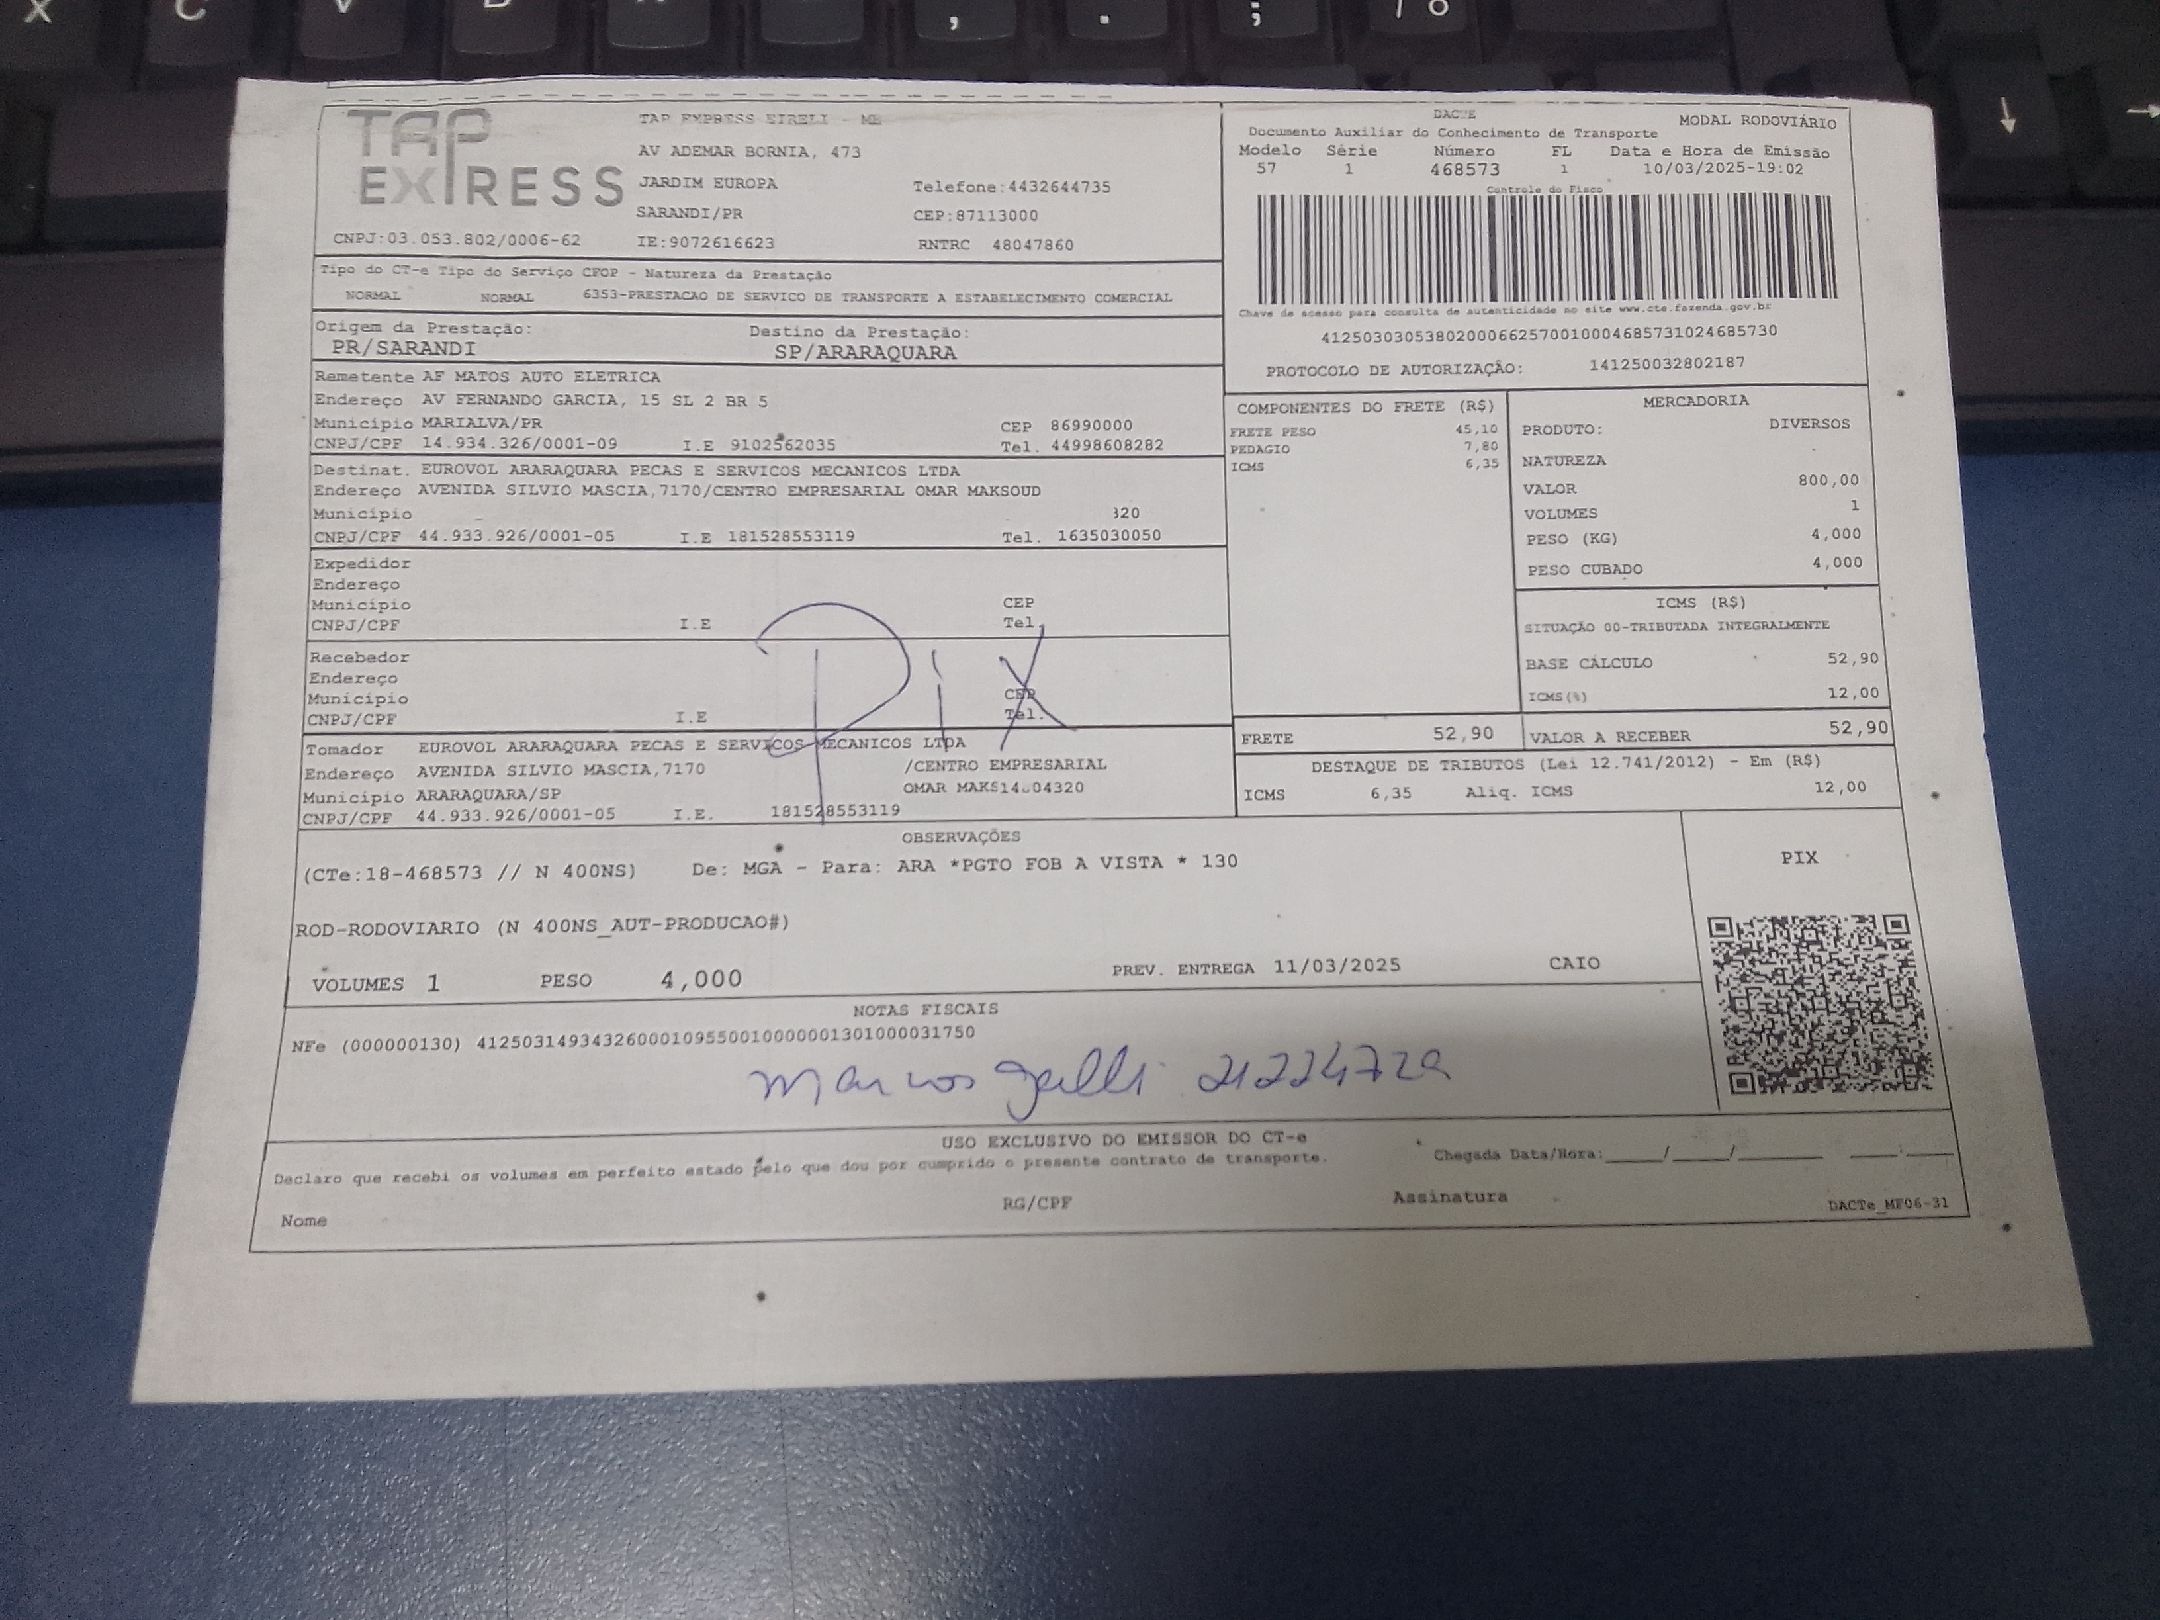 TAP EXPRESS
TAP EXPRESS EIRELI - ME
AV ADEMAR BORNIA, 473
JARDIM EUROPA Telefone:4432644735
SARANDI/PR CEP:87113000
CNPJ:03.053.802/0006-62 IE:9072616623 RNTRC 48047860
DACTE MODAL RODOVIÁRIO
Documento Auxiliar do Conhecimento de Transporte
Modelo Série Número FL Data e Hora de Emissão
57 1 468573 1 10/03/2025-19:02
Controle do Fisco
Chave de acesso para consulta de autenticidade no site www.cte.fazenda.gov.br
41250303053802000662570010004685731024685730
PROTOCOLO DE AUTORIZAÇÃO: 141250032802187
Tipo do CT-e Tipo do Serviço CFOP - Natureza da Prestação
NORMAL NORMAL 6353-PRESTACAO DE SERVICO DE TRANSPORTE A ESTABELECIMENTO COMERCIAL
Origem da Prestação: Destino da Prestação:
PR/SARANDI SP/ARARAQUARA
Remetente AF MATOS AUTO ELETRICA
Endereço AV FERNANDO GARCIA, 15 SL 2 BR 5
Município MARIALVA/PR CEP 86990000
CNPJ/CPF 14.934.326/0001-09 I.E 9102562035 Tel. 44998608282
Destinat. EUROVOL ARARAQUARA PECAS E SERVICOS MECANICOS LTDA
Endereço AVENIDA SILVIO MASCIA,7170/CENTRO EMPRESARIAL OMAR MAKSOUD
Município 320
CNPJ/CPF 44.933.926/0001-05 I.E 181528553119 Tel. 1635030050
Expedidor
Endereço
Município CEP
CNPJ/CPF I.E Tel.
Recebedor
Endereço
Município CEP
CNPJ/CPF I.E Tel.
Pix
Tomador EUROVOL ARARAQUARA PECAS E SERVICOS MECANICOS LTDA
Endereço AVENIDA SILVIO MASCIA,7170 /CENTRO EMPRESARIAL
Município ARARAQUARA/SP OMAR MAKS14804320
CNPJ/CPF 44.933.926/0001-05 I.E. 181528553119
COMPONENTES DO FRETE (R$)
FRETE PESO 45,10
PEDAGIO 7,80
ICMS 6,35
MERCADORIA
PRODUTO: DIVERSOS
NATUREZA
VALOR 800,00
VOLUMES 1
PESO (KG) 4,000
PESO CUBADO 4,000
ICMS (R$)
SITUAÇÃO 00-TRIBUTADA INTEGRALMENTE
BASE CÁLCULO 52,90
ICMS(%) 12,00
FRETE 52,90 VALOR A RECEBER 52,90
DESTAQUE DE TRIBUTOS (Lei 12.741/2012) - Em (R$)
ICMS 6,35 Aliq. ICMS 12,00
OBSERVAÇÕES
(CTe:18-468573 // N 400NS) De: MGA - Para: ARA *PGTO FOB A VISTA * 130
ROD-RODOVIARIO (N 400NS_AUT-PRODUCAO#)
VOLUMES 1 PESO 4,000 PREV. ENTREGA 11/03/2025 CAIO
PIX
NOTAS FISCAIS
NFe (000000130) 41250314934326000109550010000001301000031750
Marcos
USO EXCLUSIVO DO EMISSOR DO CT-e
Declaro que recebi os volumes em perfeito estado pelo que dou por cumprido o presente contrato de transporte. Chegada Data/Hora:____/____/______ ___:___
Nome RG/CPF Assinatura DACTe_MF06-31